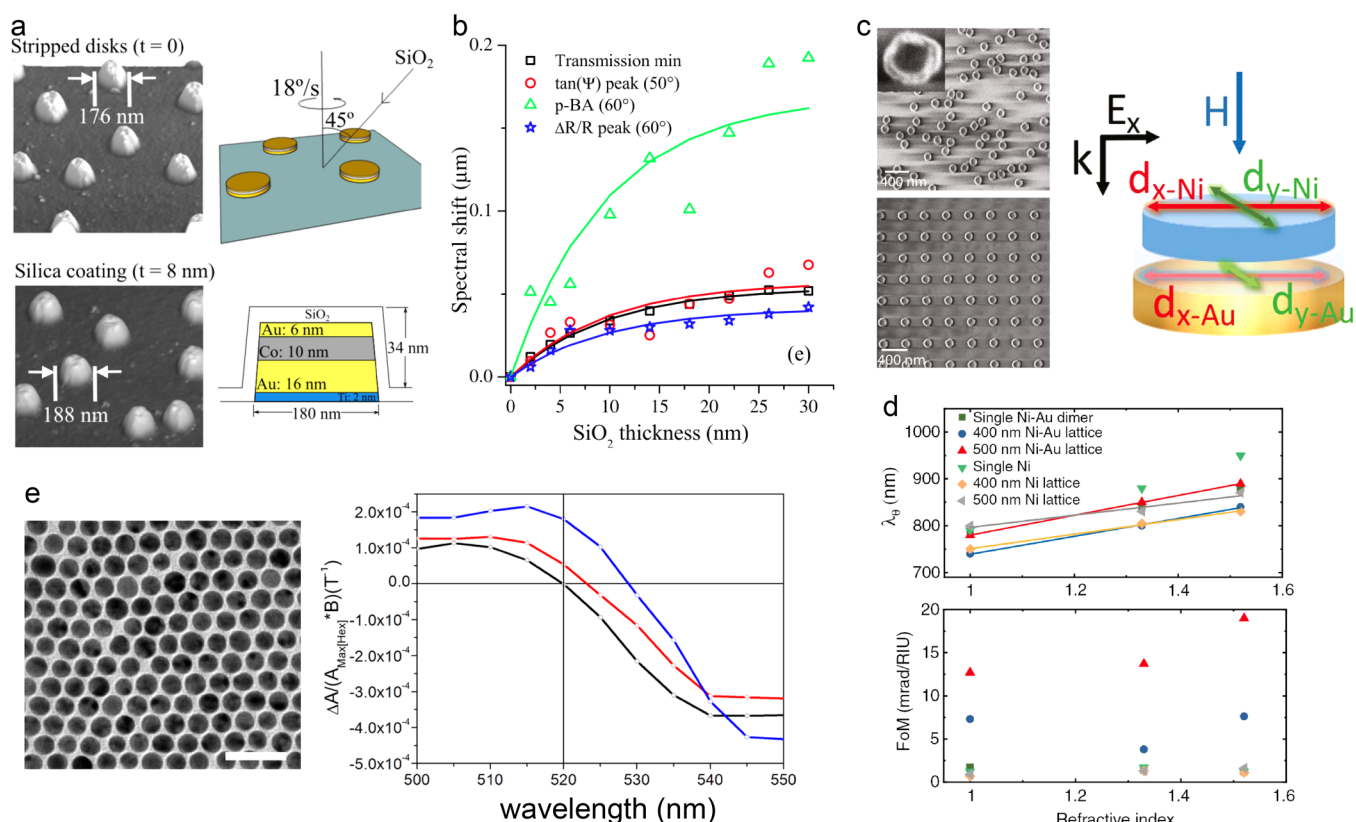 a
Stripped disks (t = 0)
176 nm
18°/s
45°
SiO₂
Silica coating (t = 8 nm)
188 nm
SiO₂
Au: 6 nm
Co: 10 nm
Au: 16 nm
Ti: 2 nm
34 nm
180 nm
b
Transmission min
tan(Ψ) peak (50°)
p-BA (60°)
ΔR/R peak (60°)
(e)
Spectral shift (μm)
0.2
0.1
0.0
0 5 10 15 20 25 30
SiO₂ thickness (nm)
c
400 nm
400 nm
Eₓ
H
k
dₓ₋Ni
d_y-Ni
dₓ₋Au
d_y-Au
d
Single Ni-Au dimer
400 nm Ni-Au lattice
500 nm Ni-Au lattice
Single Ni
400 nm Ni lattice
500 nm Ni lattice
λ_θ (nm)
1000
900
800
700
1 1.2 1.4 1.6
FoM (mrad/RIU)
20
15
10
5
0
1 1.2 1.4 1.6
Refractive index
e
ΔA/(A_Max[Hex]*B)(T⁻¹)
2.0x10⁻⁴
1.0x10⁻⁴
0.0
-1.0x10⁻⁴
-2.0x10⁻⁴
-3.0x10⁻⁴
-4.0x10⁻⁴
-5.0x10⁻⁴
500 510 520 530 540 550
wavelength (nm)